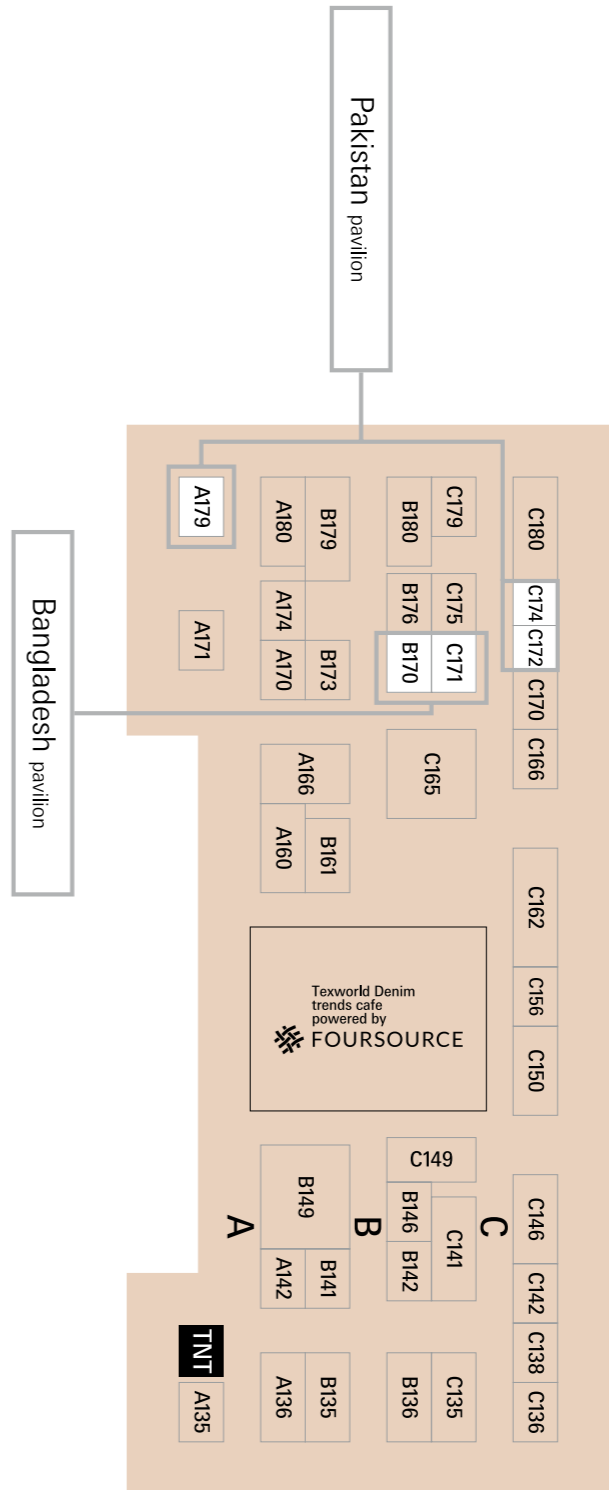 Pakistan pavilion
Bangladesh pavilion
A179
A180
B179
B180
C179
C180
C174
A174
B176
C175
C172
A171
A170
B173
B170
C171
C170
A166
C165
C166
A160
B161
C162
Texworld Denim
trends cafe
powered by
FOURSOURCE
C156
C150
C149
B149
B146
C141
C146
A
B
C
A142
B141
B142
C142
TNT
C138
A135
A136
B135
B136
C135
C136